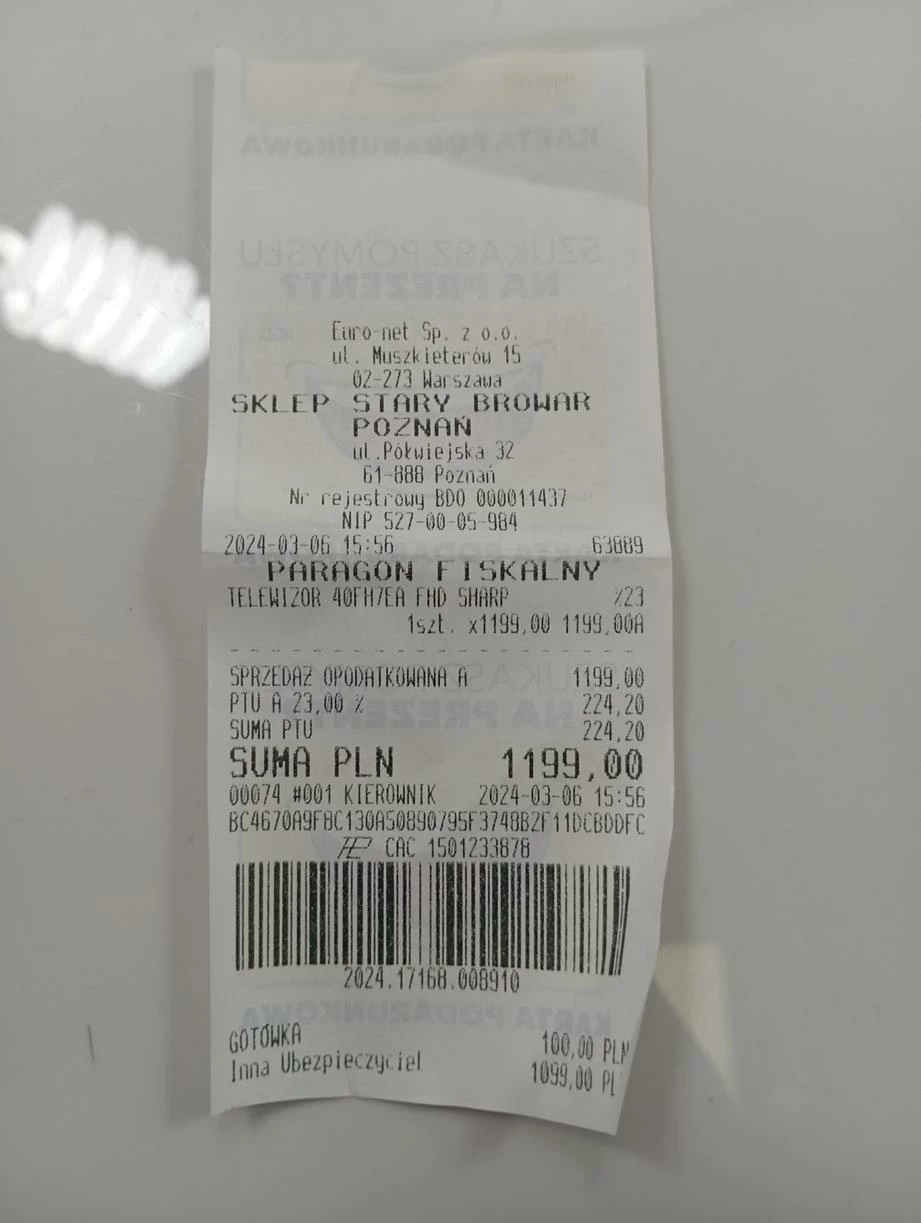 KARTA PODARUNKOWA
SZUKASZ POMYSŁU
NA PREZENT?
Euro-net Sp. z o.o.
ul. Muszkieterów 15
02-273 Warszawa
SKLEP STARY BROWAR
POZNAŃ
ul.Półwiejska 32
61-888 Poznań
Nr rejestrowy BDO 000011437
NIP 527-00-05-984
2024-03-06 15:56 63889
PARAGON FISKALNY
TELEWIZOR 40FH7EA FHD SHARP %23
1szt. x1199,00 1199,00A
SPRZEDAŻ OPODATKOWANA A 1199,00
PTU A 23,00 % 224,20
SUMA PTU 224,20
SUMA PLN 1199,00
00074 #001 KIEROWNIK 2024-03-06 15:56
BC4670A9F8C130A50890795F3748B2F11DCBDDFC
CAC 1501233878
2024.17168.008910
KARTA PODARUNKOWA
GOTÓWKA 100,00 PLN
Inna Ubezpieczyciel 1099,00 PL